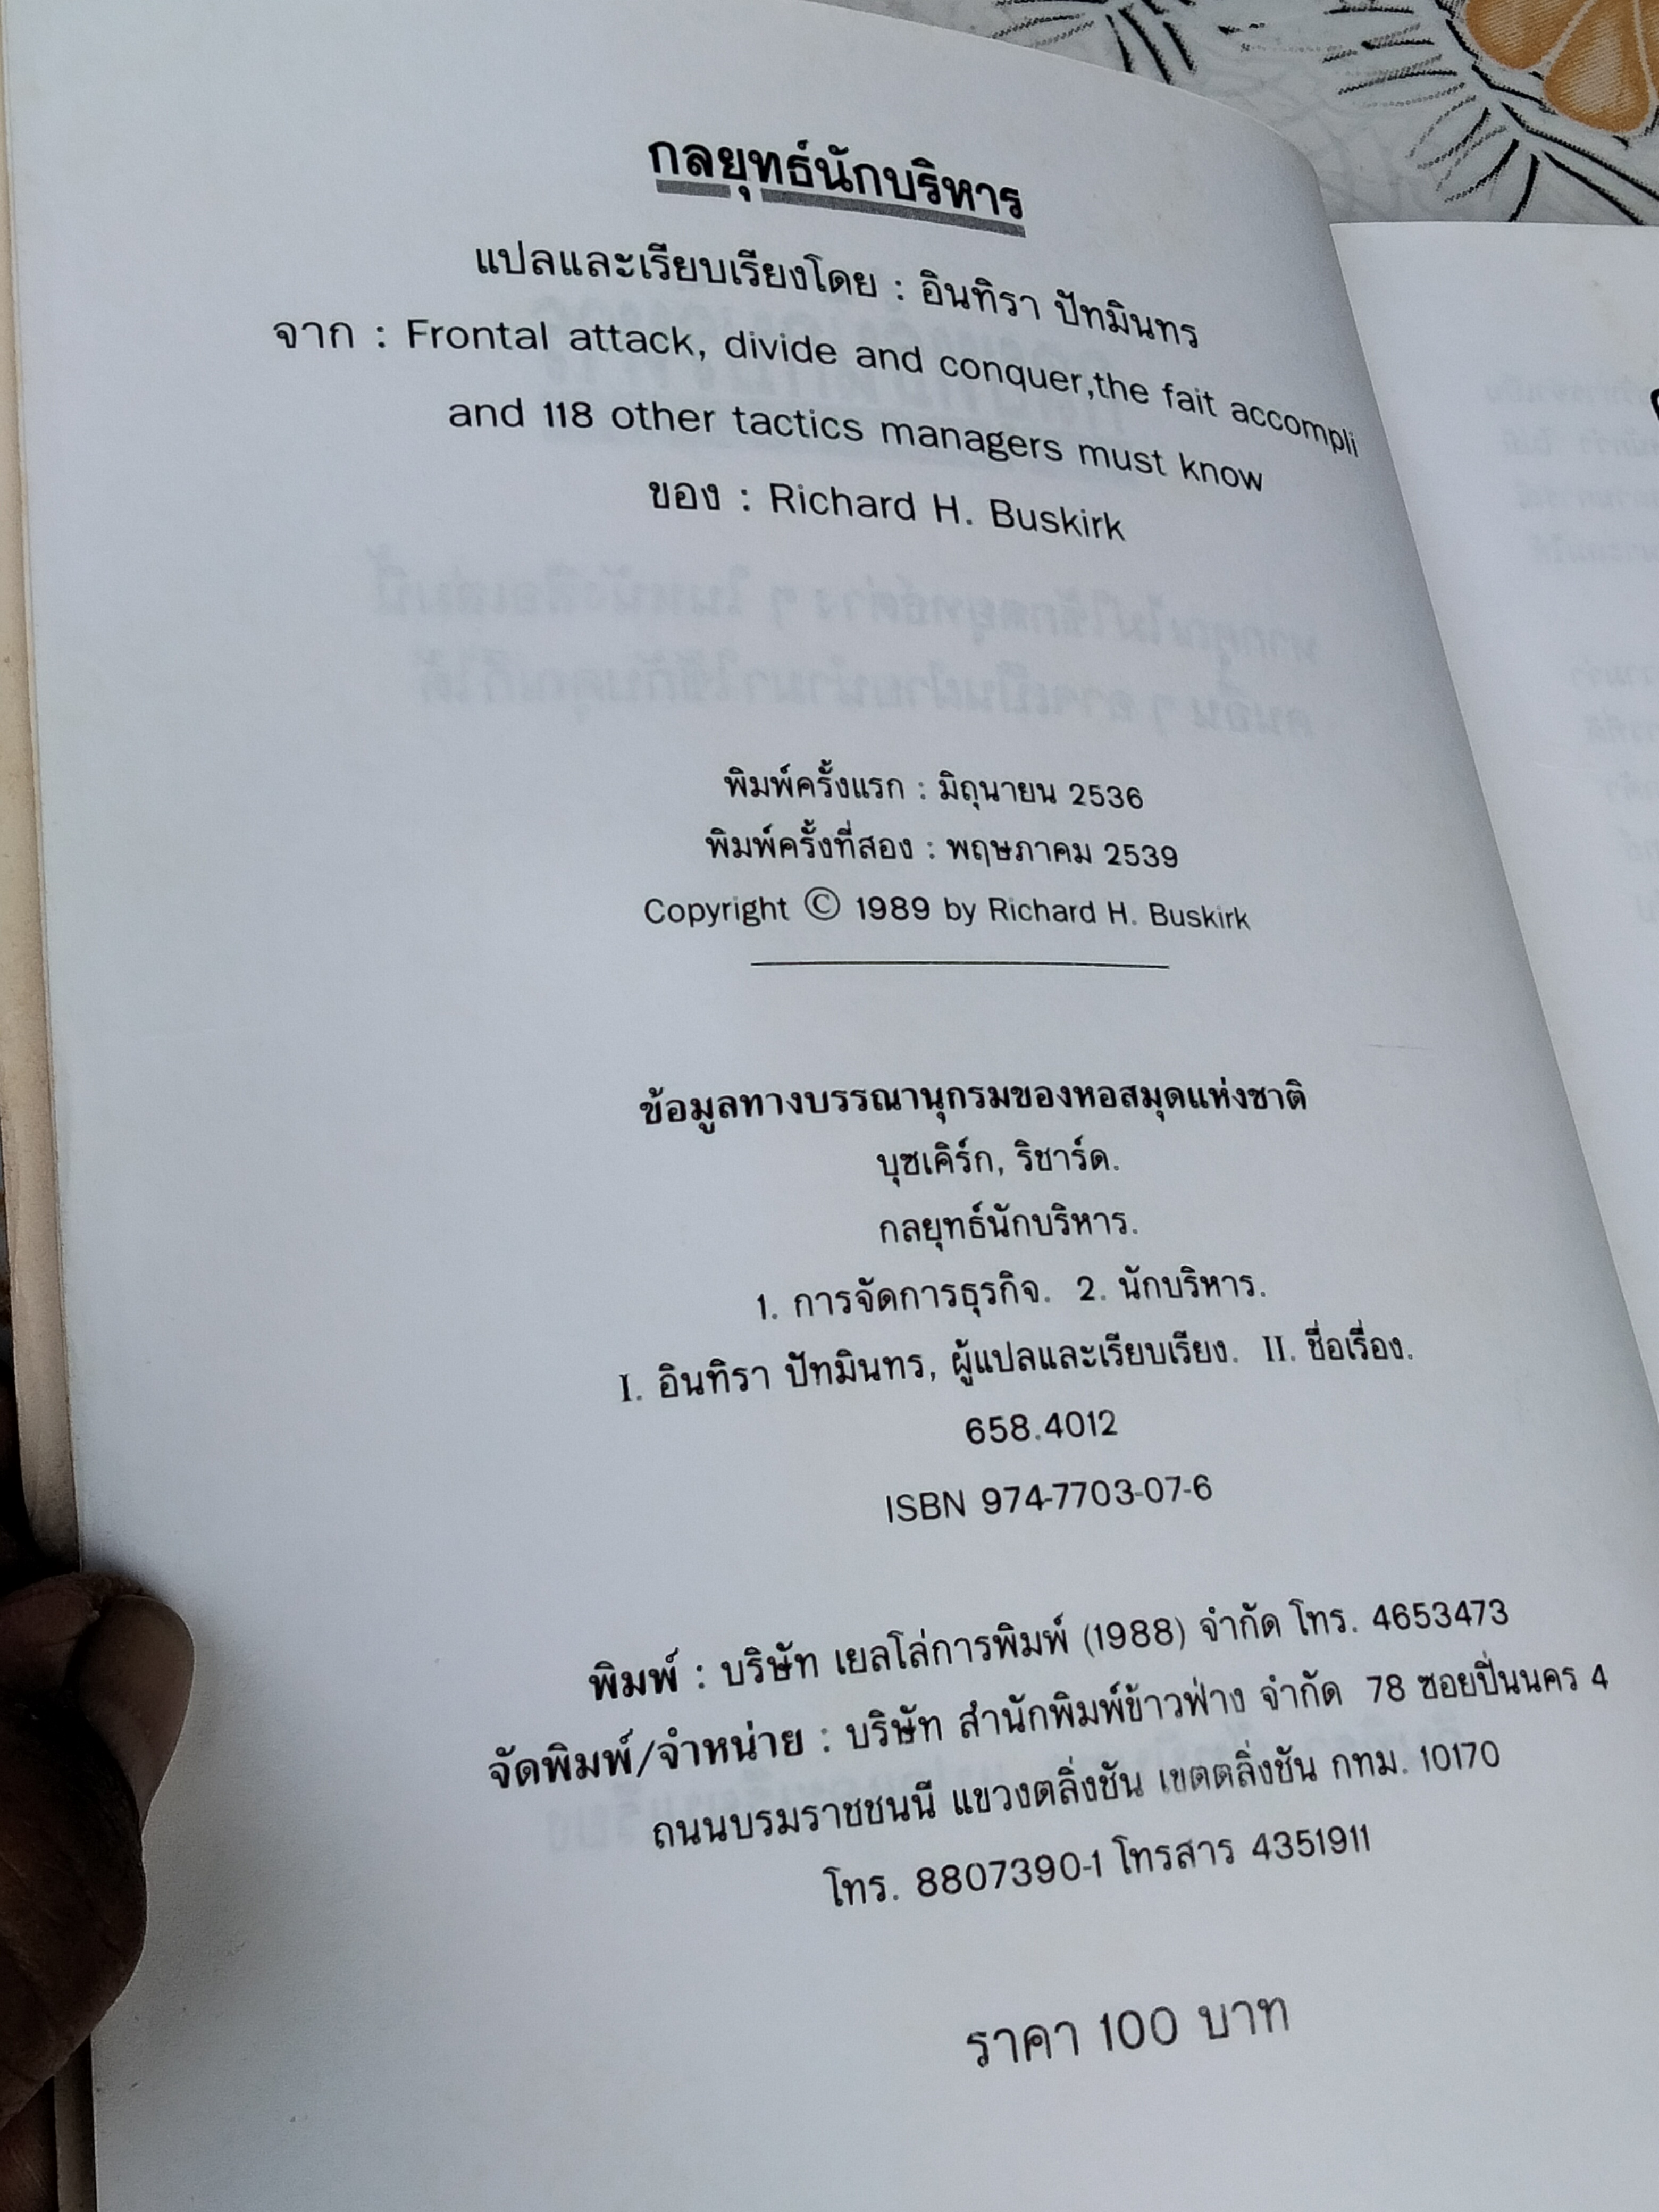 กลยุทธ์นักบริหาร
แปลและเรียบเรียงโดย : อินทิรา ปัทมินทร
จาก : Frontal attack, divide and conquer,the fait accompli
and 118 other tactics managers must know
ของ : Richard H. Buskirk
พิมพ์ครั้งแรก : มิถุนายน 2536
พิมพ์ครั้งที่สอง : พฤษภาคม 2539
Copyright © 1989 by Richard H. Buskirk
ข้อมูลทางบรรณานุกรมของหอสมุดแห่งชาติ
บุซเคิร์ก, ริชาร์ด.
กลยุทธ์นักบริหาร.
1. การจัดการธุรกิจ. 2. นักบริหาร.
I. อินทิรา ปัทมินทร, ผู้แปลและเรียบเรียง. II. ชื่อเรื่อง.
658.4012
ISBN 974-7703-07-6
พิมพ์ : บริษัท เยลโล่การพิมพ์ (1988) จำกัด โทร. 4653473
จัดพิมพ์/จำหน่าย : บริษัท สำนักพิมพ์ข้าวฟ่าง จำกัด 78 ซอยปิ่นนคร 4
ถนนบรมราชชนนี แขวงตลิ่งชัน เขตตลิ่งชัน กทม. 10170
โทร. 8807390-1 โทรสาร 4351911
ราคา 100 บาท